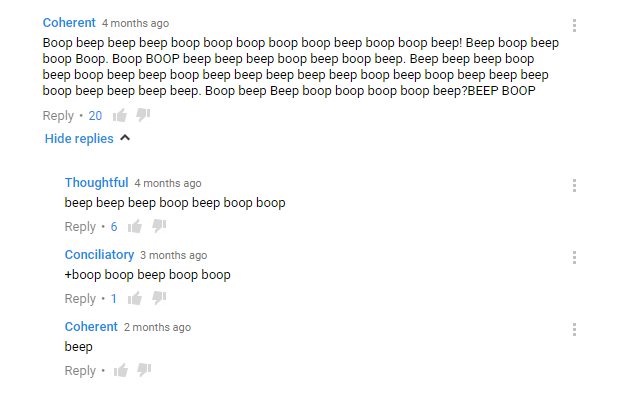 Coherent 4 months ago
Boop beep beep beep boop boop boop boop boop beep boop boop beep! Beep boop beep
boop Boop. Boop BOOP beep beep beep boop beep boop beep. Beep beep beep boop
beep boop beep beep boop beep beep beep beep beep boop beep boop beep beep beep
boop beep beep beep beep. Boop beep Beep boop boop boop boop beep?BEEP BOOP
Reply • 20
Hide replies
Thoughtful 4 months ago
beep beep beep boop beep boop boop
Reply • 6
Conciliatory 3 months ago
+boop boop beep boop boop
Reply • 1
Coherent 2 months ago
beep
Reply •